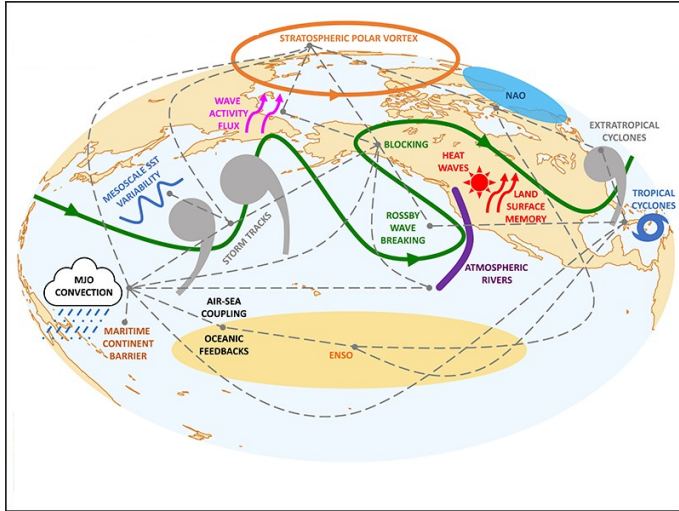 STRATOSPHERIC POLAR VORTEX
WAVE
ACTIVITY
FLUX
NAO
EXTRATROPICAL
CYCLONES
BLOCKING
HEAT
WAVES
MESOSCALE SST
VARIABILITY
LAND
SURFACE
MEMORY
TROPICAL
CYCLONES
STORM TRACKS
ROSSBY
WAVE
BREAKING
ATMOSPHERIC
RIVERS
MJO
CONVECTION
AIR-SEA
COUPLING
MARITIME
CONTINENT
BARRIER
OCEANIC
FEEDBACKS
ENSO